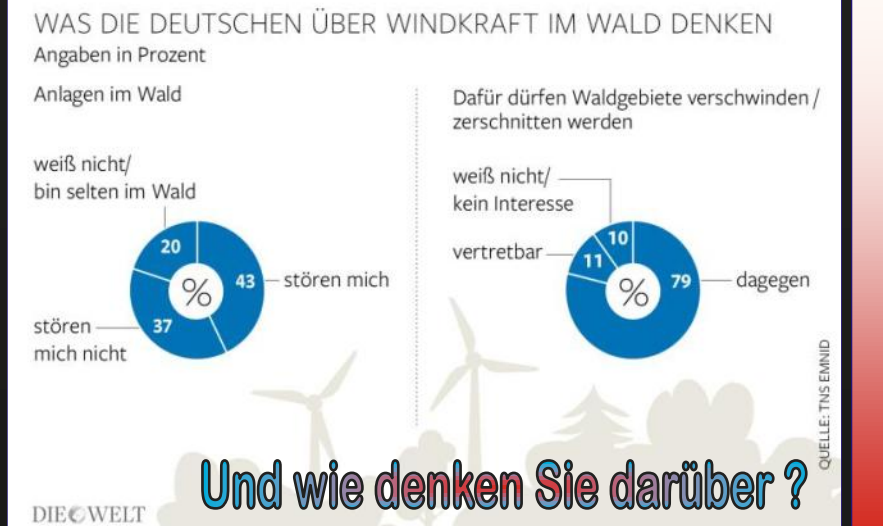 WAS DIE DEUTSCHEN ÜBER WINDKRAFT IM WALD DENKEN
Angaben in Prozent
Anlagen im Wald
weiß nicht/
bin selten im Wald
20
%
43
stören mich
stören
mich nicht
37
Dafür dürfen Waldgebiete verschwinden /
zerschnitten werden
weiß nicht/
kein Interesse
10
vertretbar
11
%
79
dagegen
QUELLE: TNS EMNID
Und wie denken Sie darüber ?
DIE WELT